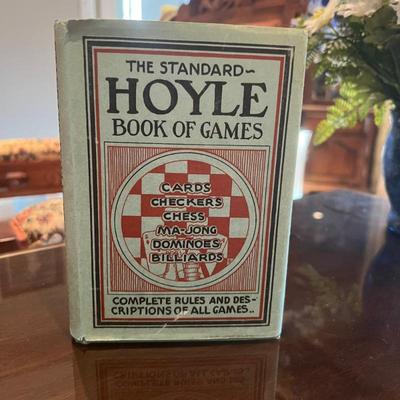 THE STANDARD~
HOYLE
BOOK OF GAMES
CARDS
CHECKERS
CHESS
MA-JONG
DOMINOES
BILLIARDS
COMPLETE RULES AND DES-
CRIPTIONS OF ALL GAMES..